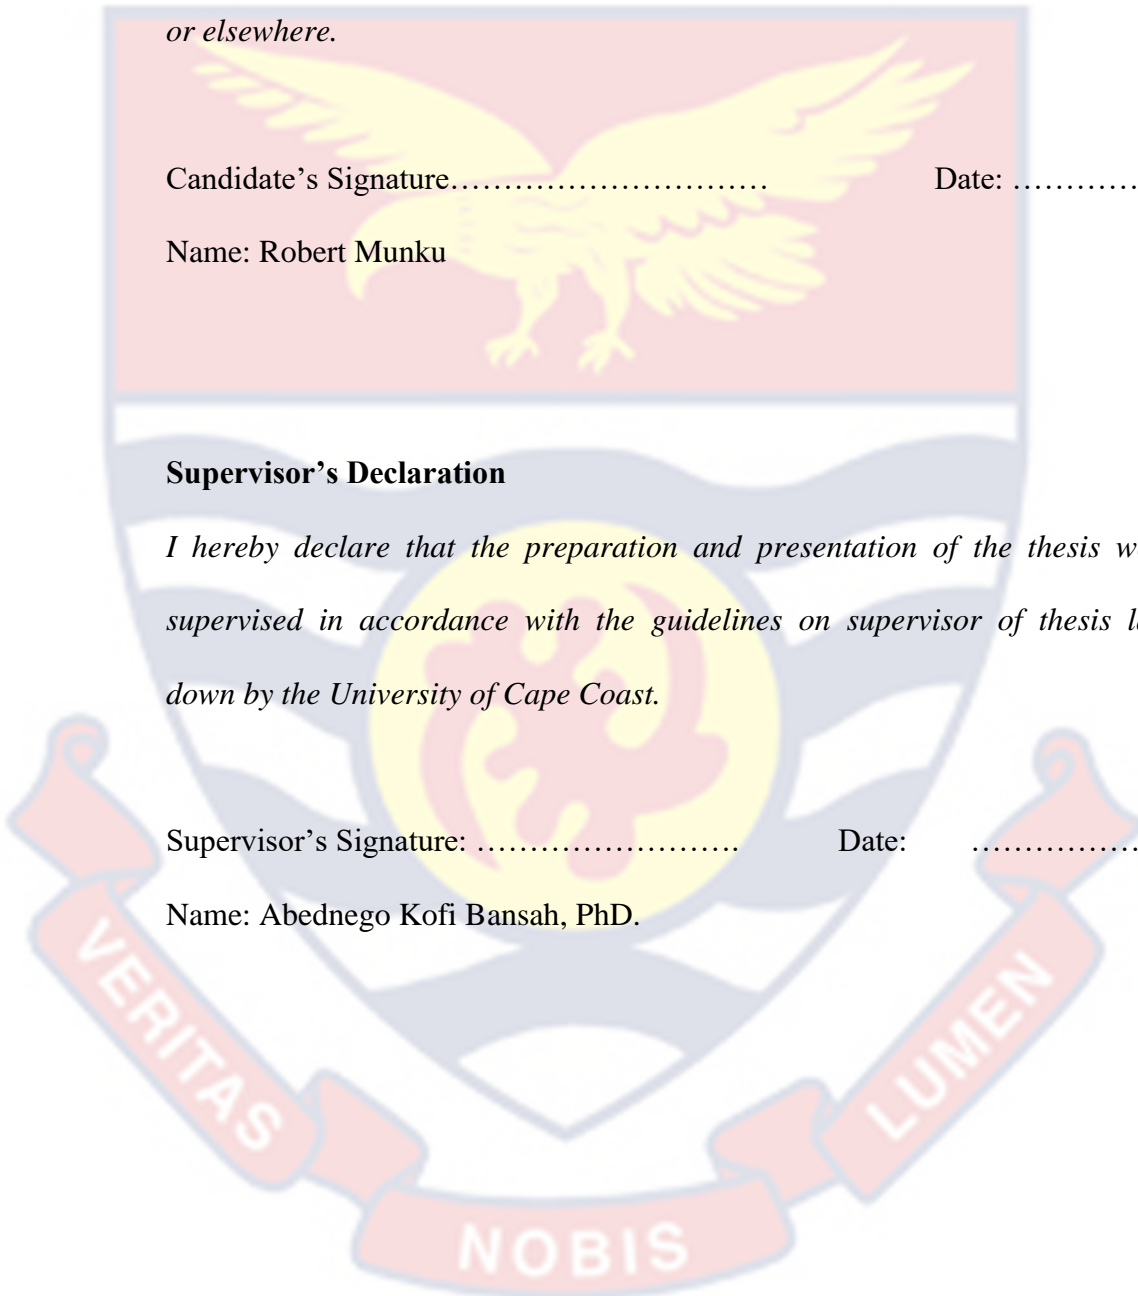 or elsewhere.
Candidate’s Signature………………………… Date: …………
Name: Robert Munku
Supervisor’s Declaration
I hereby declare that the preparation and presentation of the thesis
supervised in accordance with the guidelines on supervisor of thesis
down by the University of Cape Coast.
Supervisor’s Signature: ……………………. Date: ……………
Name: Abednego Kofi Bansah, PhD.
VERITAS
NOBIS
LUMEN